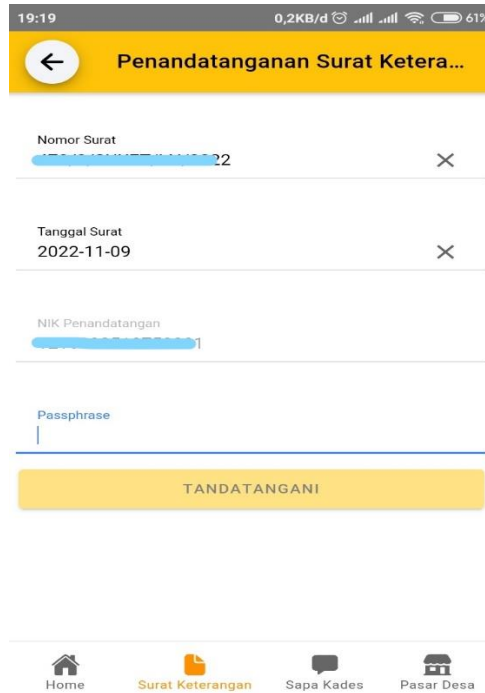 19:19
0,2KB/d
61%
Penandatanganan Surat Ketera...
Nomor Surat
22
Tanggal Surat
2022-11-09
NIK Penandatangan
1
Passphrase
TANDATANGANI
Home
Surat Keterangan
Sapa Kades
Pasar Desa